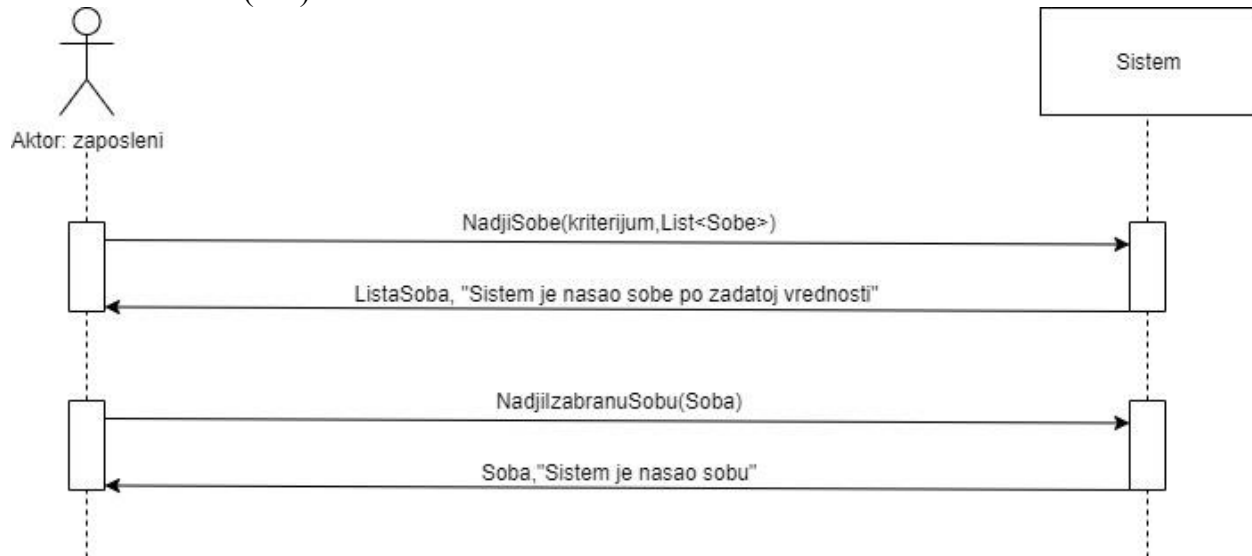 Sistem
Aktor: zaposleni
NadjiSobe(kriterijum,List<Sobe>)
ListaSoba, "Sistem je nasao sobe po zadatoj vrednosti"
NadjiIzabranuSobu(Soba)
Soba,"Sistem je nasao sobu"